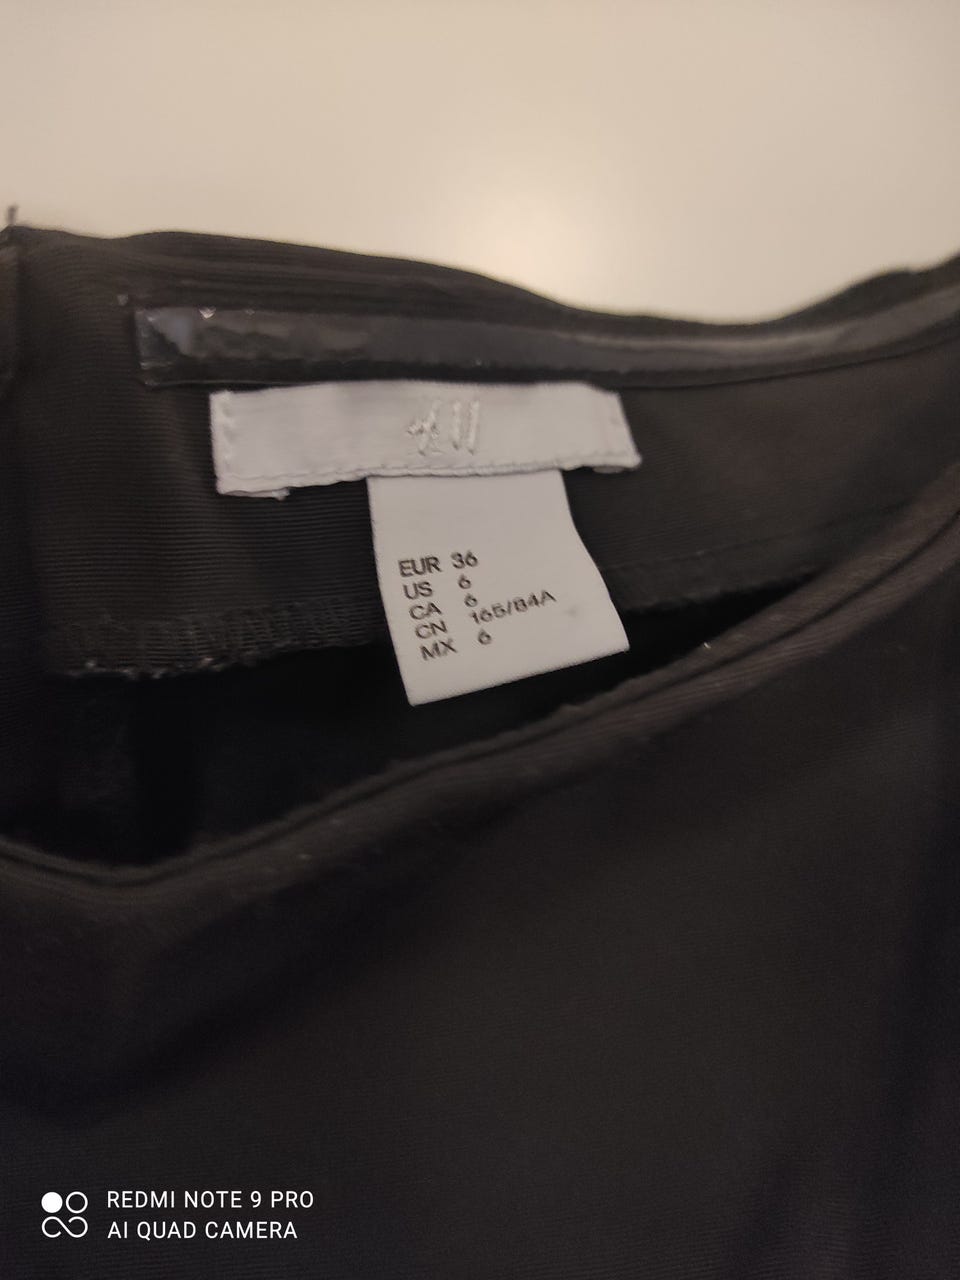 EUR 36
US 6
CA 6
CN 165/84A
MX 6
REDMI NOTE 9 PRO
AI QUAD CAMERA